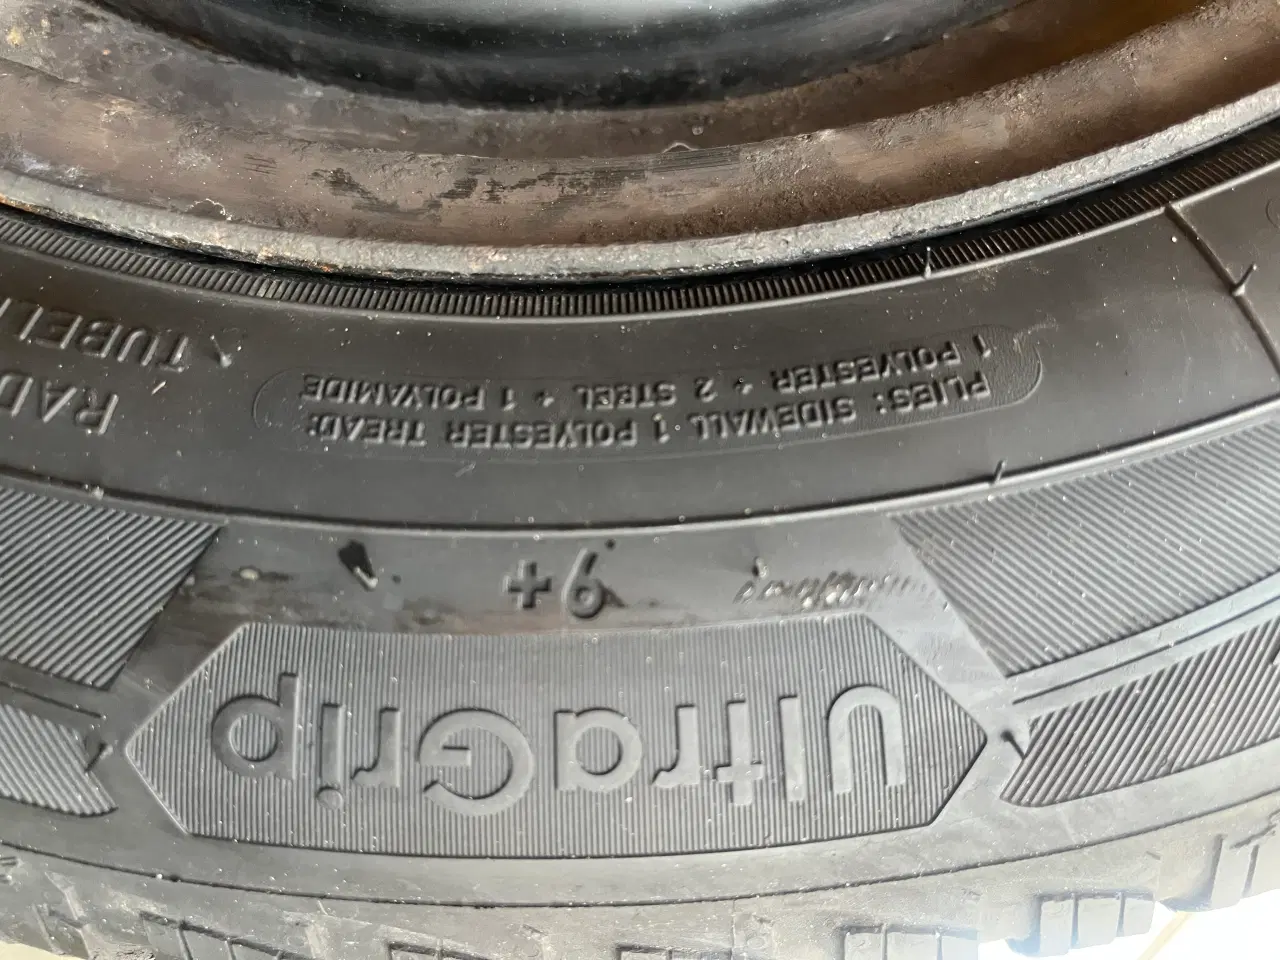 UltraGrip
9+
PLIES: SIDEWALL 1 POLYESTER TREAD:
1 POLYESTER + 2 STEEL + 1 POLYAMIDE
RAD
TUBEL